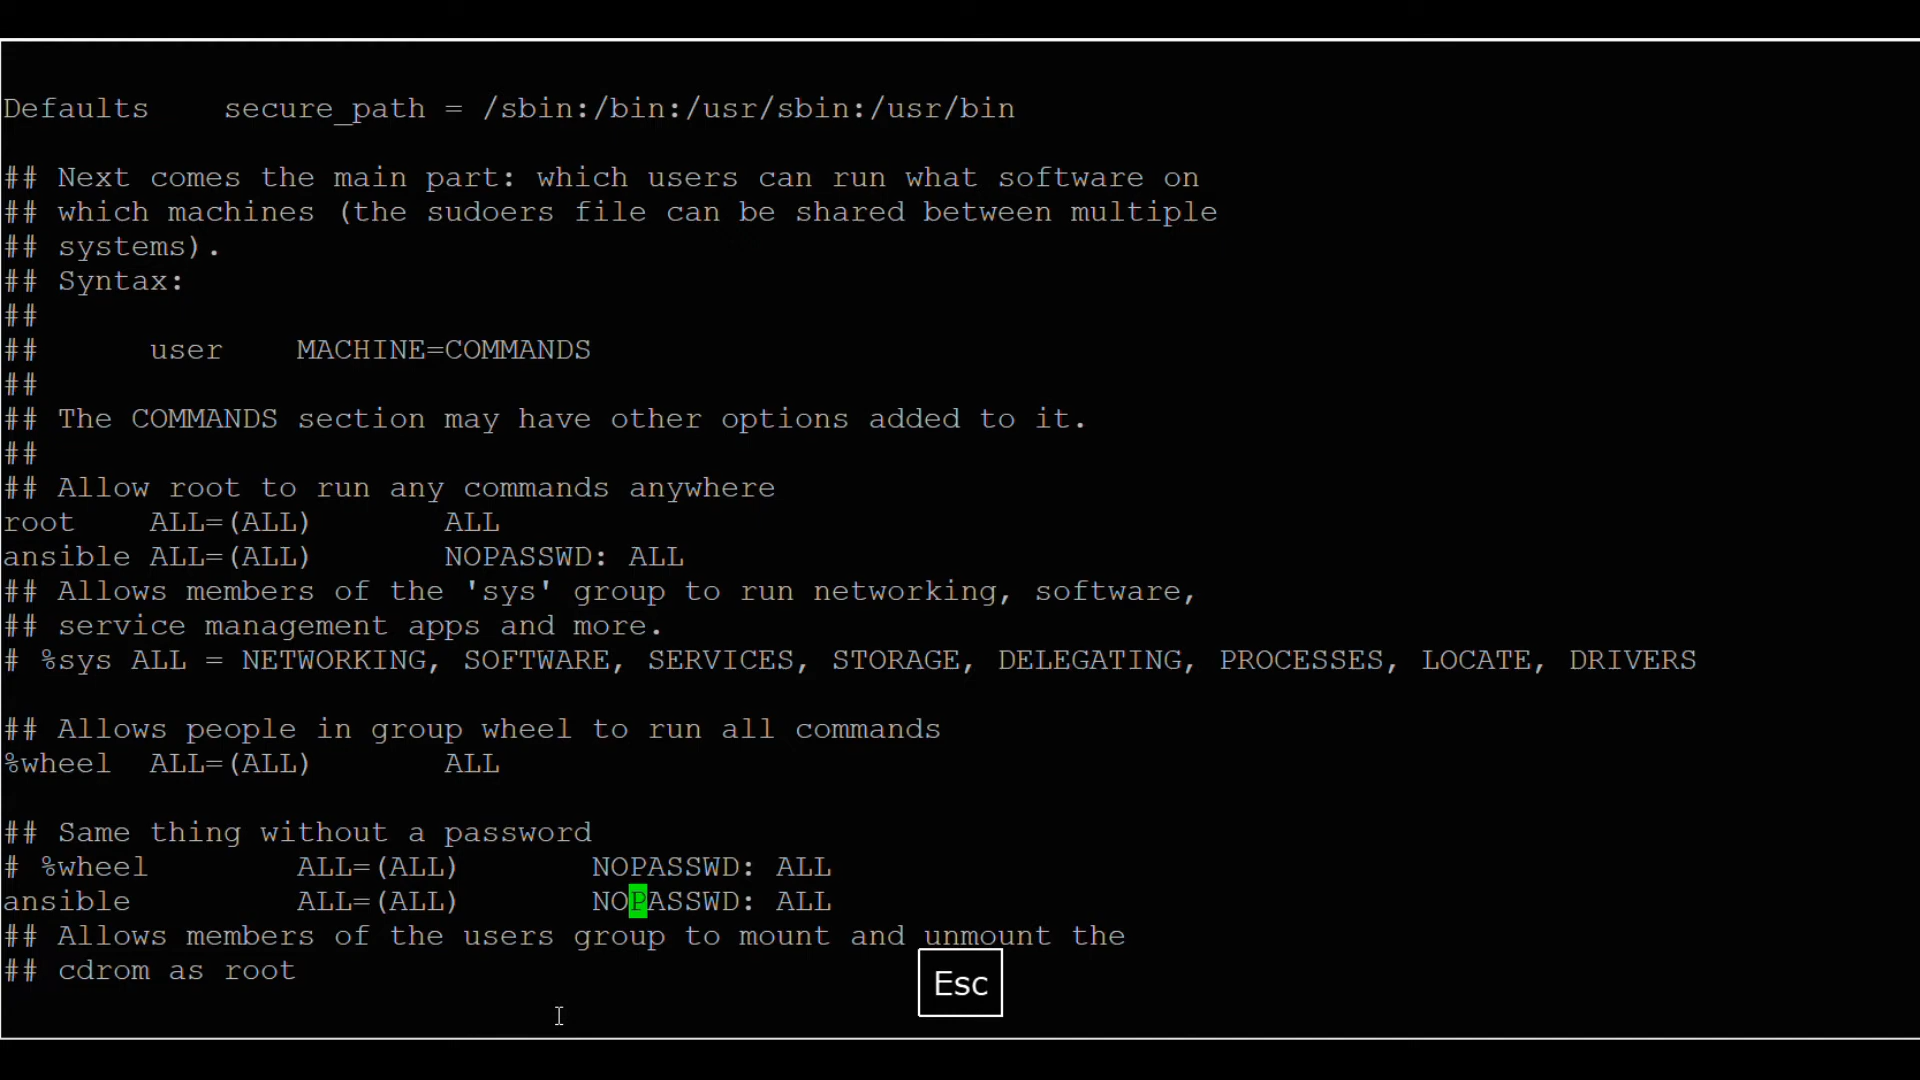 Defaults    secure_path = /sbin:/bin:/usr/sbin:/usr/bin
## Next comes the main part: which users can run what software on
## which machines (the sudoers file can be shared between multiple
## systems).
## Syntax:
##
##      user    MACHINE=COMMANDS
##
## The COMMANDS section may have other options added to it.
##
## Allow root to run any commands anywhere
root    ALL=(ALL)       ALL
ansible ALL=(ALL)       NOPASSWD: ALL
## Allows members of the 'sys' group to run networking, software,
## service management apps and more.
# %sys ALL = NETWORKING, SOFTWARE, SERVICES, STORAGE, DELEGATING, PROCESSES, LOCATE, DRIVERS
## Allows people in group wheel to run all commands
%wheel  ALL=(ALL)       ALL
## Same thing without a password
# %wheel        ALL=(ALL)       NOPASSWD: ALL
ansible         ALL=(ALL)       NOPASSWD: ALL
## Allows members of the users group to mount and unmount the
## cdrom as root
Esc